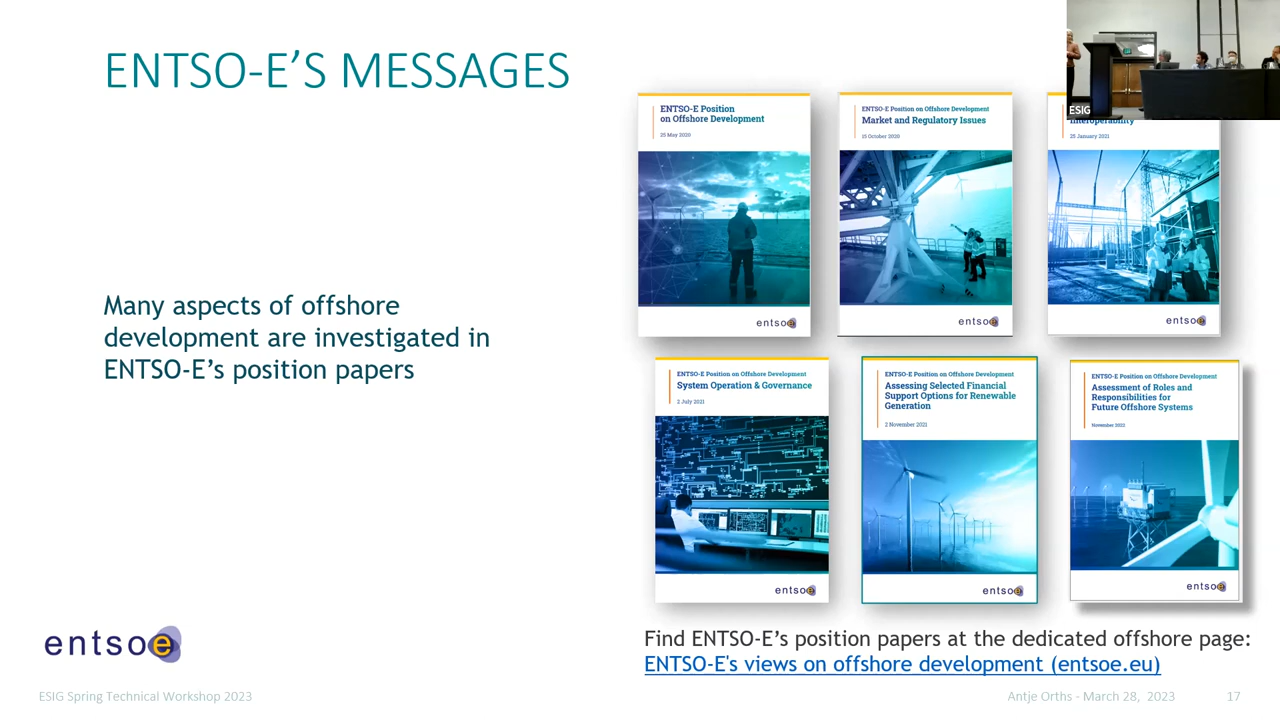 ENTSO-E’S MESSAGES
ESIG
ENTSO-E Position
on Offshore Development
25 May 2020
entsoe
ENTSO-E Position on Offshore Development
Market and Regulatory Issues
15 October 2020
entsoe
Interoperability
25 January 2021
entsoe
Many aspects of offshore
development are investigated in
ENTSO-E’s position papers
ENTSO-E Position on Offshore Development
System Operation & Governance
2 July 2021
entsoe
ENTSO-E Position on Offshore Development
Assessing Selected Financial
Support Options for Renewable
Generation
2 November 2021
entsoe
ENTSO-E Position on Offshore Development
Assessment of Roles and
Responsibilities for
Future Offshore Systems
November 2022
entsoe
entsoe
Find ENTSO-E’s position papers at the dedicated offshore page:
ENTSO-E's views on offshore development (entsoe.eu)
ESIG Spring Technical Workshop 2023
Antje Orths - March 28, 2023
17